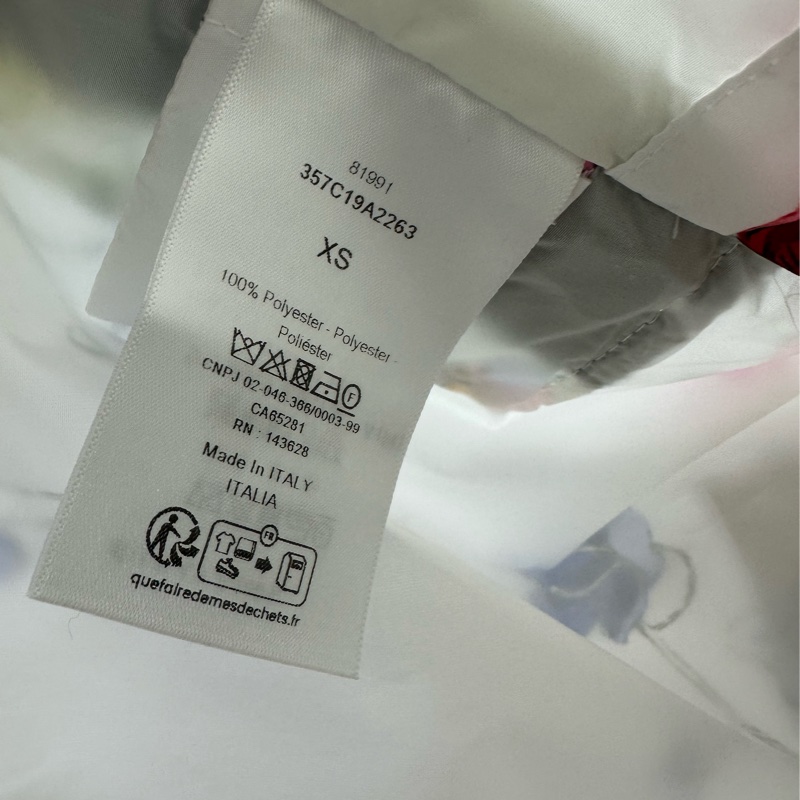 81991
357C19A2263
XS
100% Polyester - Polyester -
Poliéster
F
CNPJ 02-046-366/0003-99
CA65281
RN : 143628
Made In ITALY
ITALIA
FR
quefairedemesdechets.fr